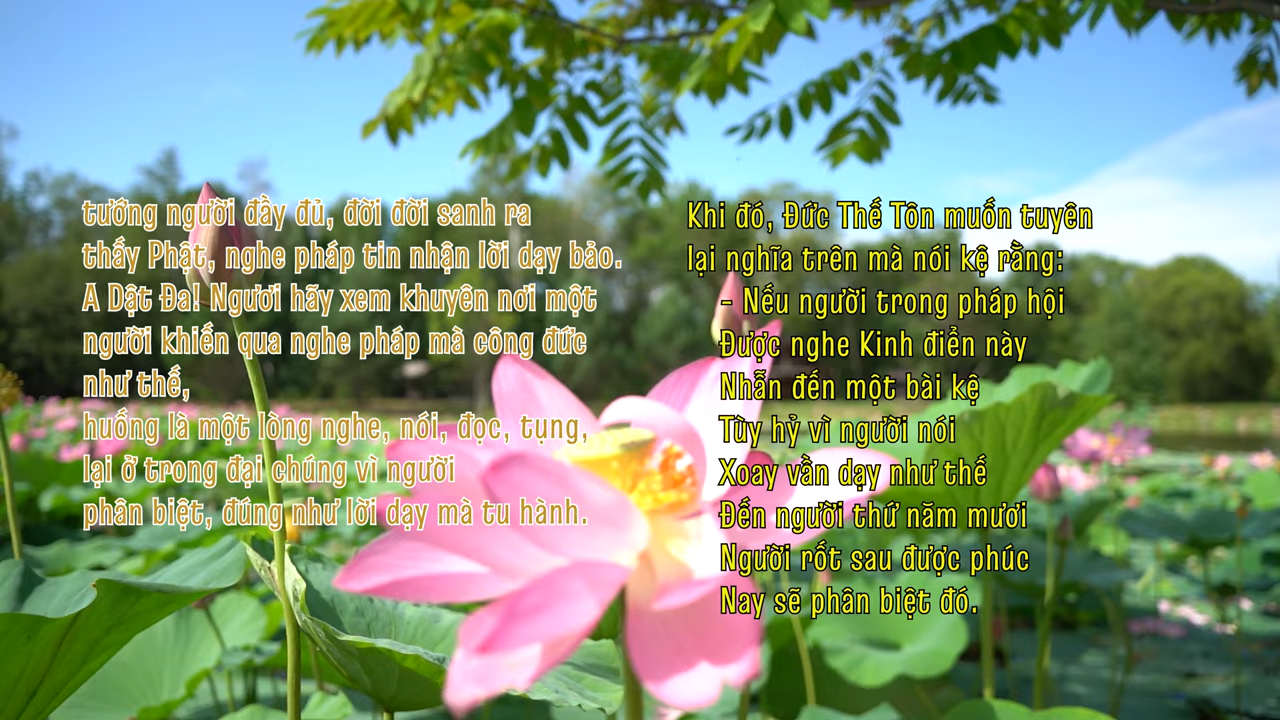 tướng người đầy đủ, đời đời sanh ra
thấy Phật, nghe pháp tin nhận lời dạy bảo.
A Dật Đa! Ngươi hãy xem khuyên nơi một
người khiến qua nghe pháp mà công đức
như thế,
huống là một lòng nghe, nói, đọc, tụng,
lại ở trong đại chúng vì người
phân biệt, đúng như lời dạy mà tu hành.
Khi đó, Đức Thế Tôn muốn tuyên
lại nghĩa trên mà nói kệ rằng:
- Nếu người trong pháp hội
Được nghe Kinh điển này
Nhẫn đến một bài kệ
Tùy hỷ vì người nói
Xoay vần dạy như thế
Đến người thứ năm mươi
Người rốt sau được phúc
Nay sẽ phân biệt đó.